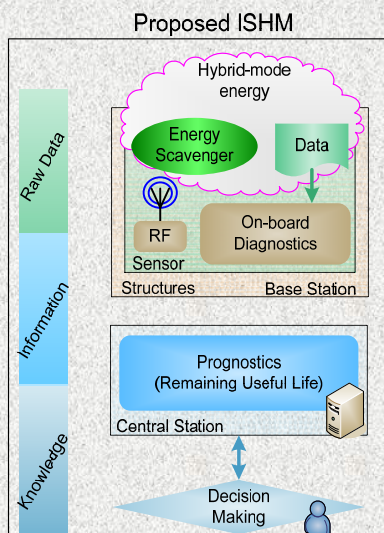 Proposed ISHM
Hybrid-mode
energy
Energy
Scavenger
Data
Raw Data
RF
On-board
Diagnostics
Sensor
Structures
Base Station
Information
Prognostics
(Remaining Useful Life)
Central Station
Knowledge
Decision
Making